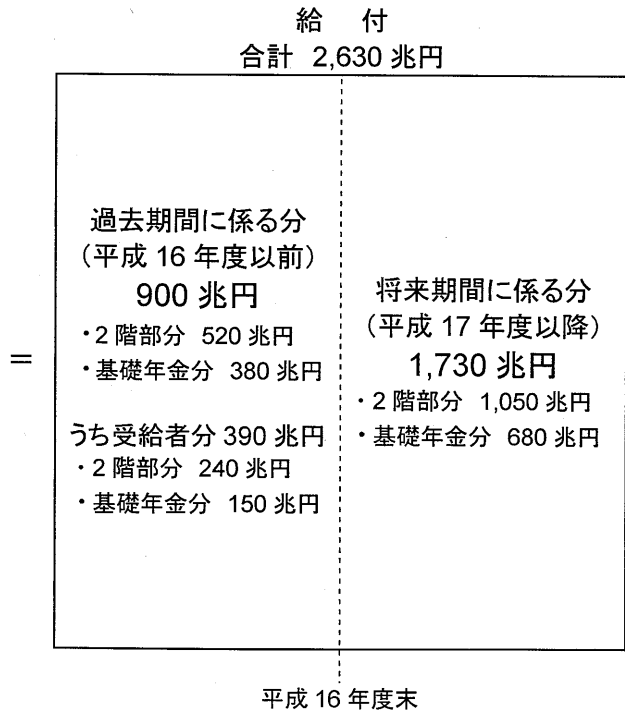 給 付
合計 2,630 兆円
過去期間に係る分
（平成 16 年度以前）
900 兆円
・2 階部分 520 兆円
・基礎年金分 380 兆円
うち受給者分 390 兆円
・2 階部分 240 兆円
・基礎年金分 150 兆円
将来期間に係る分
（平成 17 年度以降）
1,730 兆円
・2 階部分 1,050 兆円
・基礎年金分 680 兆円
＝
平成 16 年度末